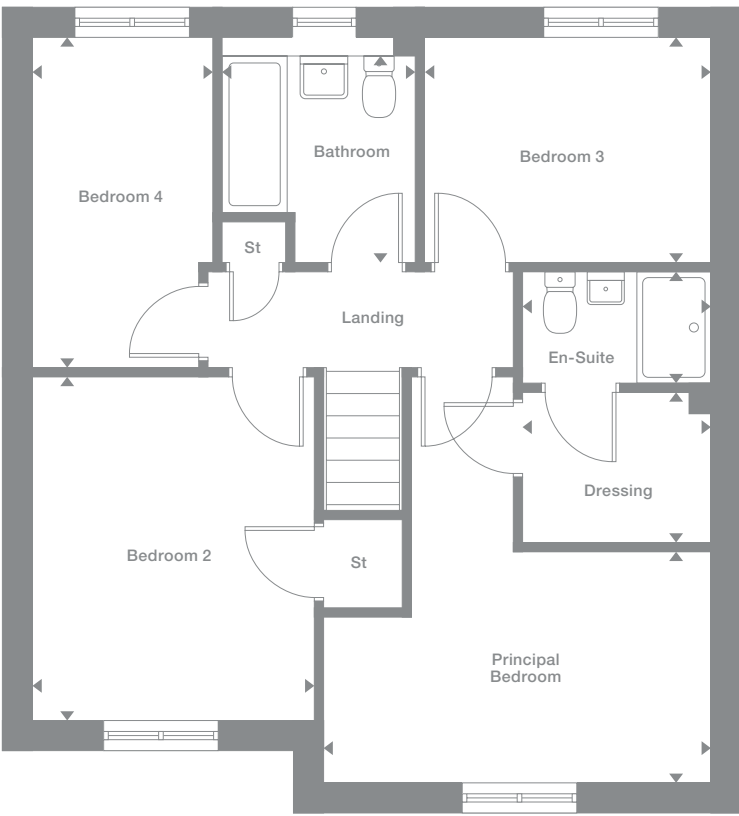 Bathroom
Bedroom 3
Bedroom 4
St
Landing
En-Suite
Dressing
Bedroom 2
St
Principal
Bedroom